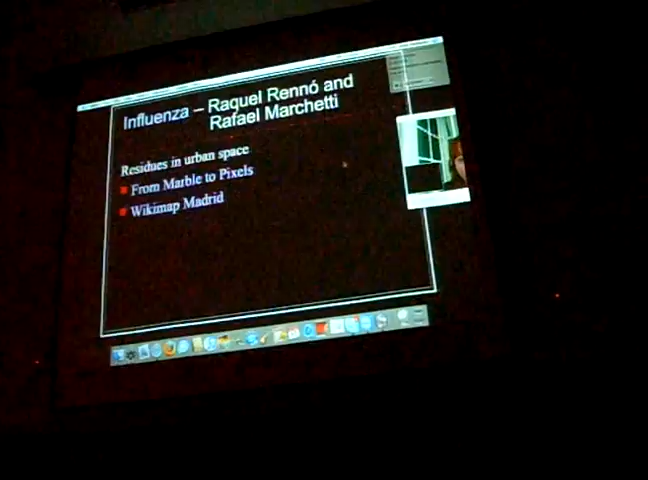 Influenza – Raquel Rennó and
Rafael Marchetti
Residues in urban space
From Marble to Pixels
Wikimap Madrid